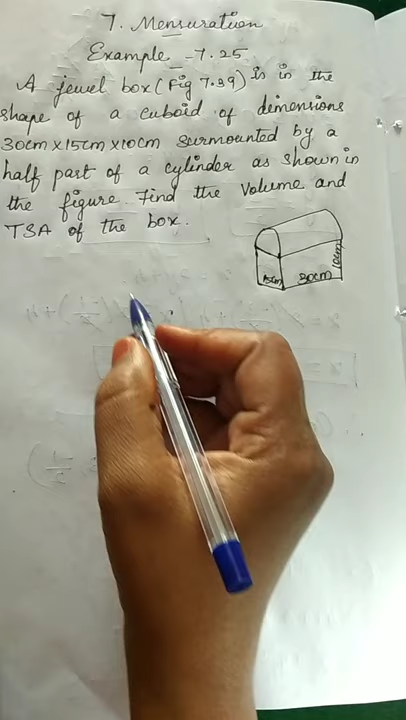 7. Mensuration
Example -7.25
A jewel box (Fig 7.39) is in the
shape of a cuboid of dimensions
30cm x 15cm x 10cm surmounted by a
half part of a cylinder as shown in
the figure. Find the Volume and
TSA of the box.
10cm
15cm
30cm